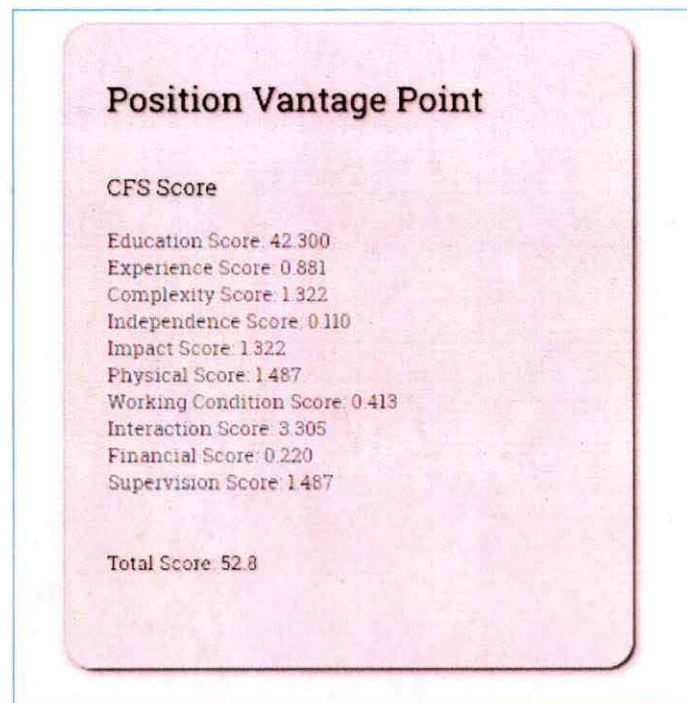 Position Vantage Point
CFS Score
Education Score: 42.300
Experience Score: 0.881
Complexity Score: 1.322
Independence Score: 0.110
Impact Score: 1.322
Physical Score: 1.487
Working Condition Score: 0.413
Interaction Score: 3.305
Financial Score: 0.220
Supervision Score: 1.487
Total Score: 52.8